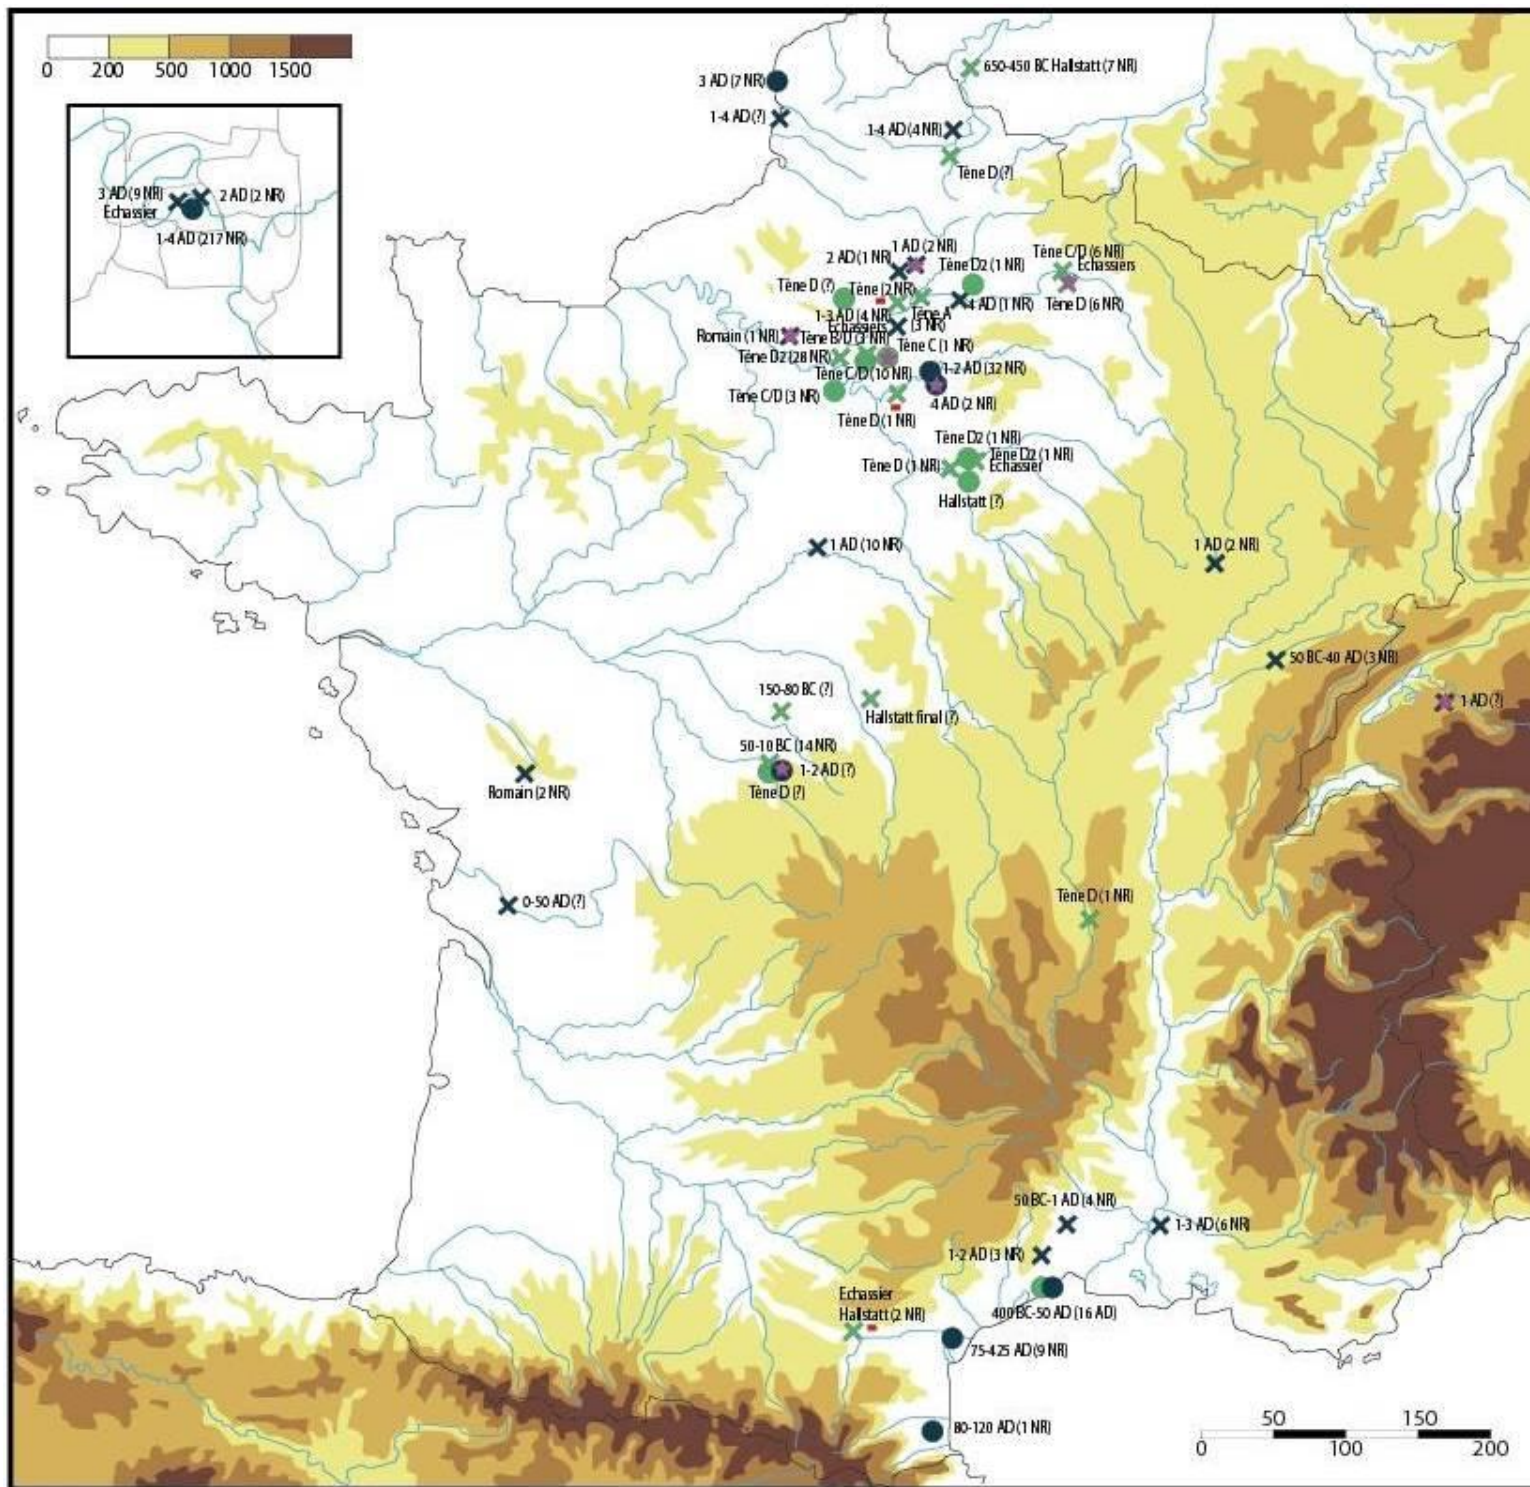 0 200 500 1000 1500
3 AD (9 NR)
Echassier
2 AD (2 NR)
1-4 AD (217 NR)
3 AD (7 NR)
650-450 BC Hallstatt (7 NR)
1-4 AD (?)
1-4 AD (4 NR)
Tène D (?)
1 AD (2 NR)
2 AD (1 NR)
Tène D2 (1 NR)
Tène C/D (6 NR)
Echassiers
Tène D (?)
Tène (2 NR)
4 AD (1 NR)
Tène D (6 NR)
1-3 AD (4 NR)
Tène A
Echassiers
(3 NR)
Romain (1 NR)
Tène B/D (3 NR)
Tène C (1 NR)
Tène D2 (28 NR)
Tène C/D (10 NR)
1-2 AD (32 NR)
Tène C/D (3 NR)
4 AD (2 NR)
Tène D (1 NR)
Tène D2 (1 NR)
Tène D2 (1 NR)
Tène D (1 NR)
Echassier
Hallstatt (?)
1 AD (10 NR)
1 AD (2 NR)
50 BC-40 AD (3 NR)
150-80 BC (?)
Hallstatt final (?)
1 AD (?)
50-10 BC (14 NR)
1-2 AD (?)
Tène D (?)
Romain (2 NR)
0-50 AD (?)
Tène D (1 NR)
50 BC-1 AD (4 NR)
1-3 AD (6 NR)
1-2 AD (3 NR)
Echassier
Hallstatt (2 NR)
400 BC-50 AD (16 AD)
75-425 AD (9 NR)
80-120 AD (1 NR)
50 150
0 100 200